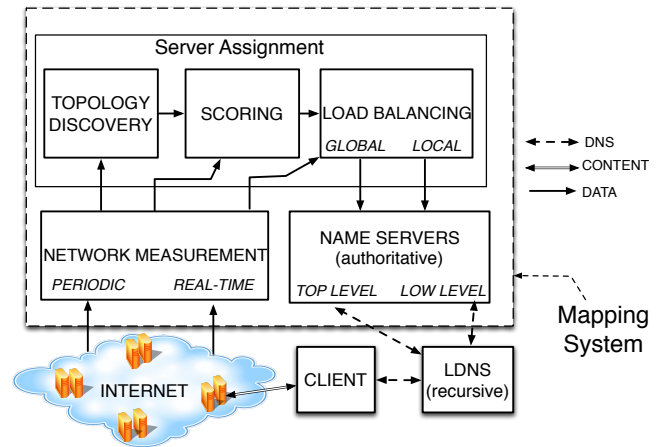 Server Assignment
TOPOLOGY
DISCOVERY
SCORING
LOAD BALANCING
GLOBAL LOCAL
DNS
CONTENT
DATA
NETWORK MEASUREMENT
PERIODIC REAL-TIME
NAME SERVERS
(authoritative)
TOP LEVEL LOW LEVEL
Mapping
System
INTERNET
CLIENT
LDNS
(recursive)